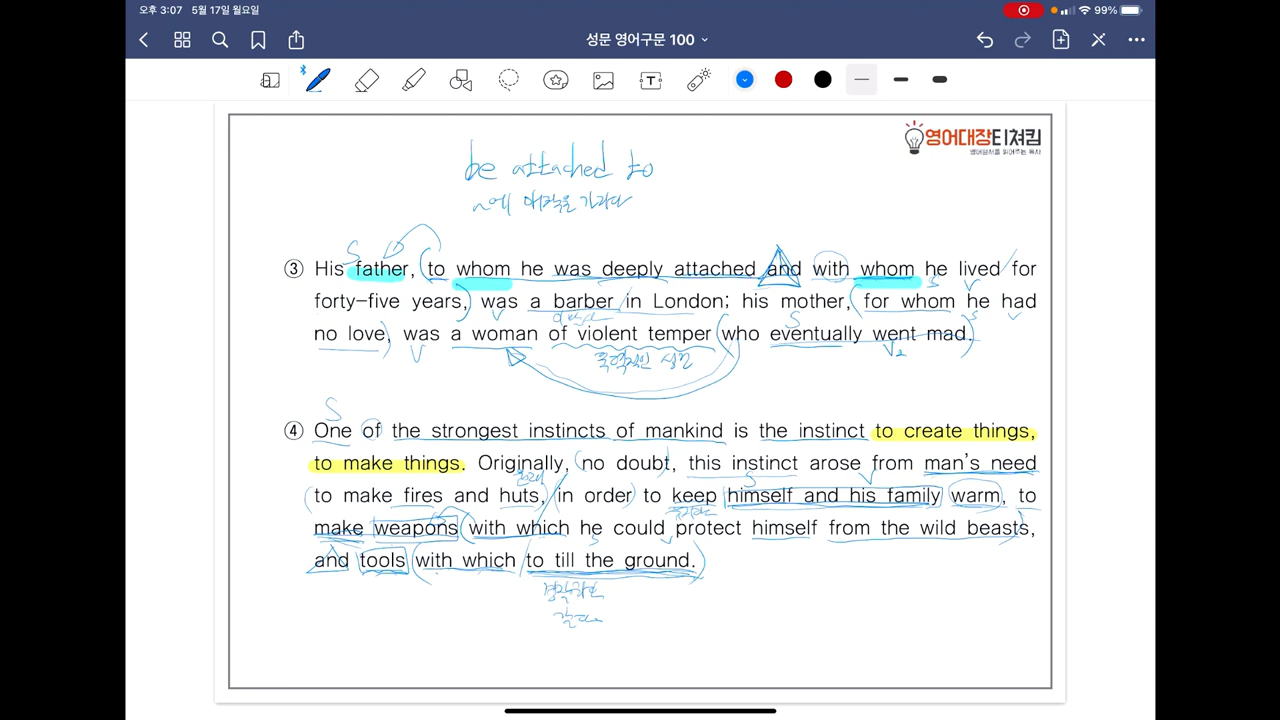 오후 3:07 5월 17일 월요일
99%
성문 영어구문 100
영어대장티쳐킴
be attached to
~에 애착을 가지다
③ His father, to whom he was deeply attached and with whom he lived for
forty-five years, was a barber in London; his mother, for whom he had
no love, was a woman of violent temper who eventually went mad.
폭력적인 성질
④ One of the strongest instincts of mankind is the instinct to create things,
to make things. Originally, no doubt, this instinct arose from man's need
to make fires and huts, in order to keep himself and his family warm, to
make weapons with which he could protect himself from the wild beasts,
and tools with which to till the ground.
경작하다
갈다